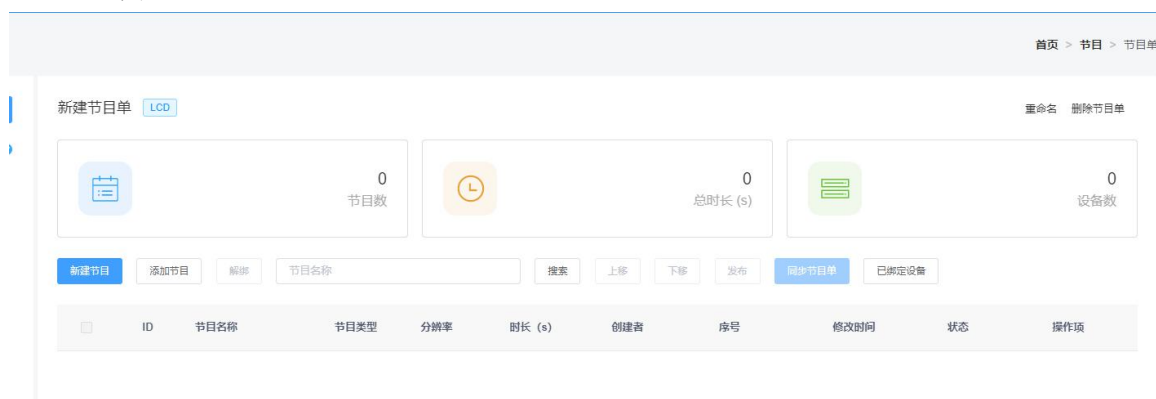 首页 > 节目 > 节目单
新建节目单 LCD 重命名 删除节目单
0 0 0
节目数 总时长 (s) 设备数
新建节目 添加节目 解绑 节目名称 搜索 上移 下移 发布 同步节目单 已绑定设备
ID 节目名称 节目类型 分辨率 时长 (s) 创建者 序号 修改时间 状态 操作项